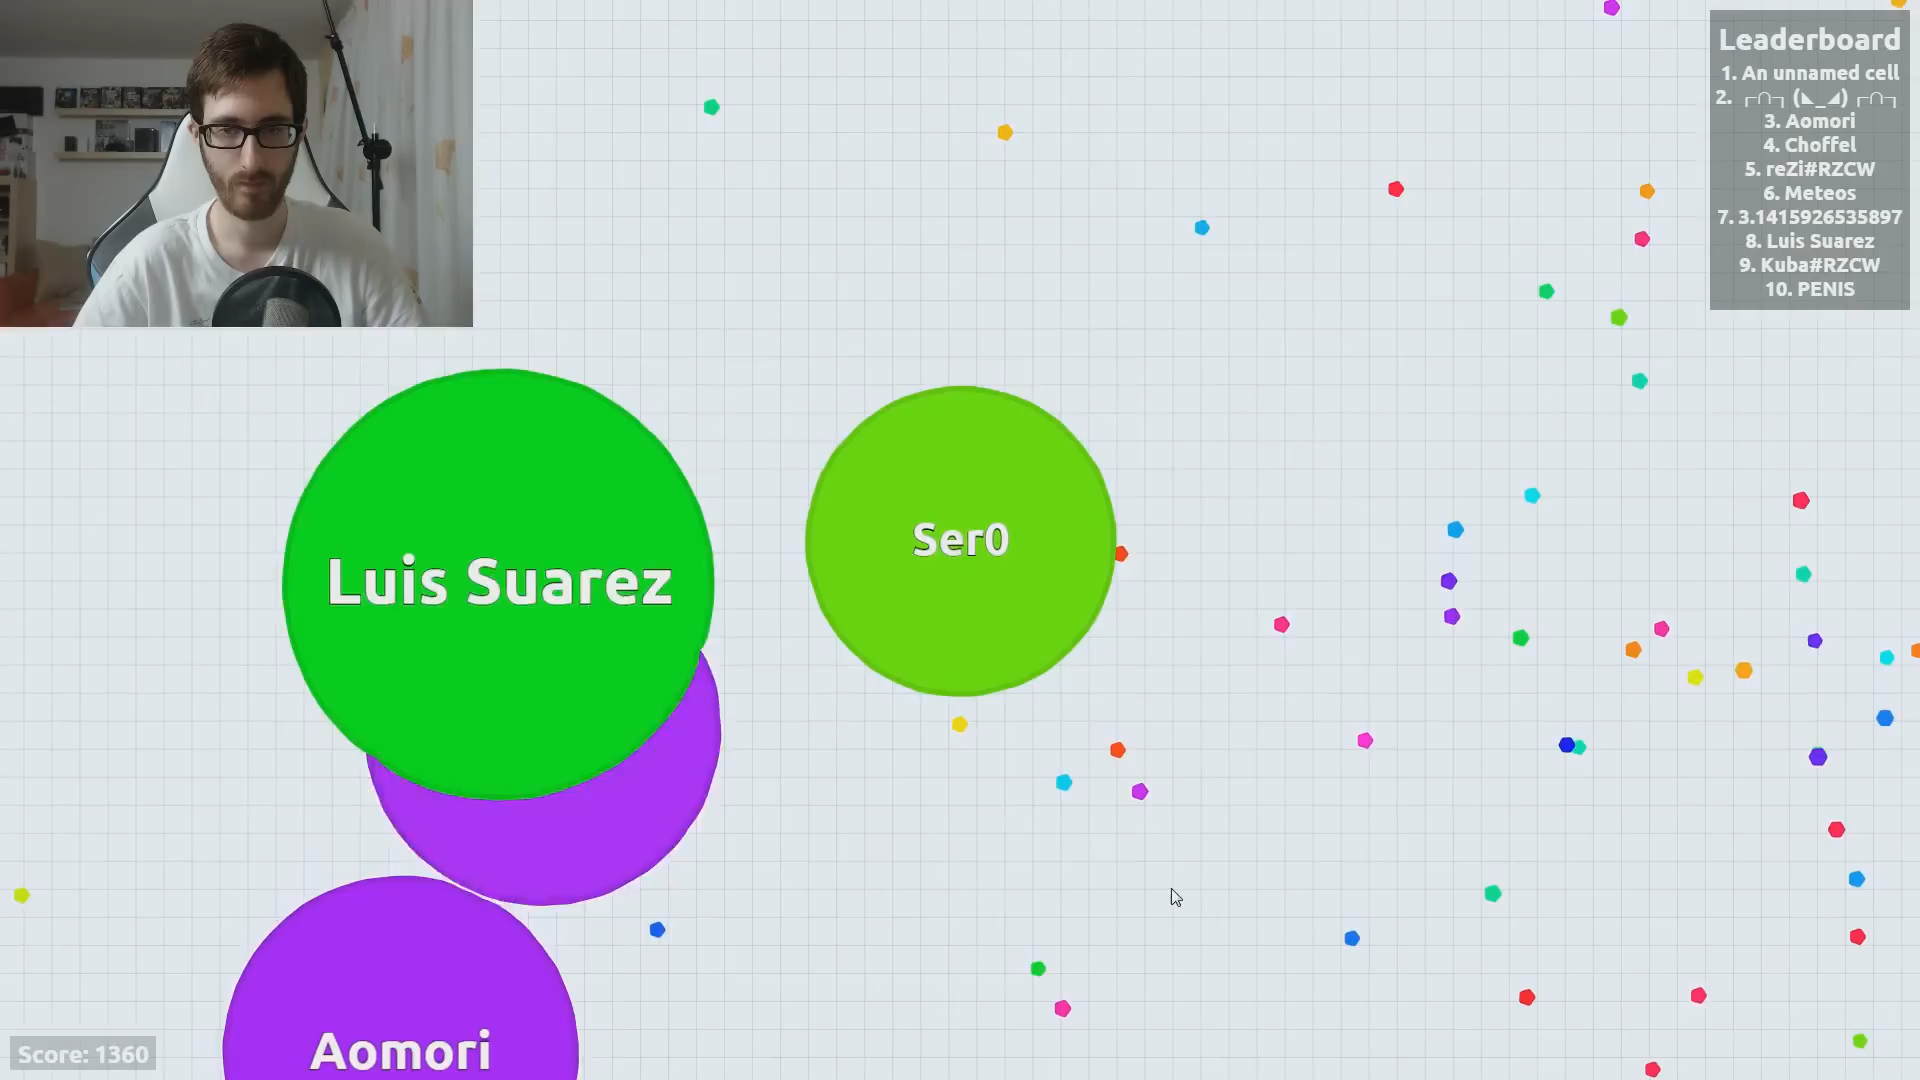 Leaderboard
1. An unnamed cell
2. ┌∩┐ (◣_◢) ┌∩┐
3. Aomori
4. Choffel
5. reZi#RZCW
6. Meteos
7. 3.1415926535897
8. Luis Suarez
9. Kuba#RZCW
10. PENIS
Ser0
Luis Suarez
Aomori
Score: 1360